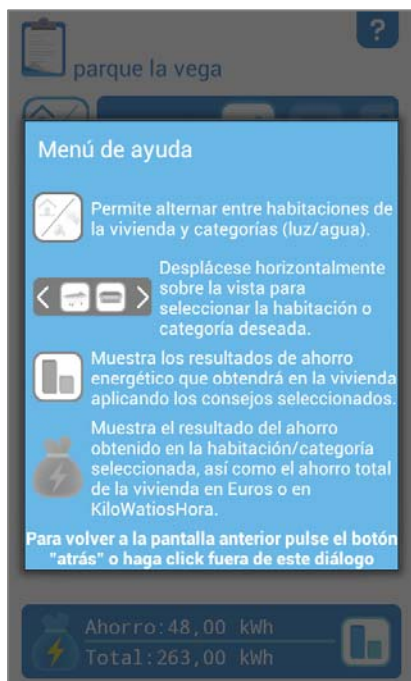 ?
parque la vega
Menú de ayuda
Permite alternar entre habitaciones de
la vivienda y categorías (luz/agua).
Desplácese horizontalmente
sobre la vista para
seleccionar la habitación o
categoría deseada.
Muestra los resultados de ahorro
energético que obtendrá en la vivienda
aplicando los consejos seleccionados.
Muestra el resultado del ahorro
obtenido en la habitación/categoría
seleccionada, así como el ahorro total
de la vivienda en Euros o en
KiloWatiosHora.
Para volver a la pantalla anterior pulse el botón
"atrás" o haga click fuera de este diálogo
Ahorro:48,00 kWh
Total:263,00 kWh